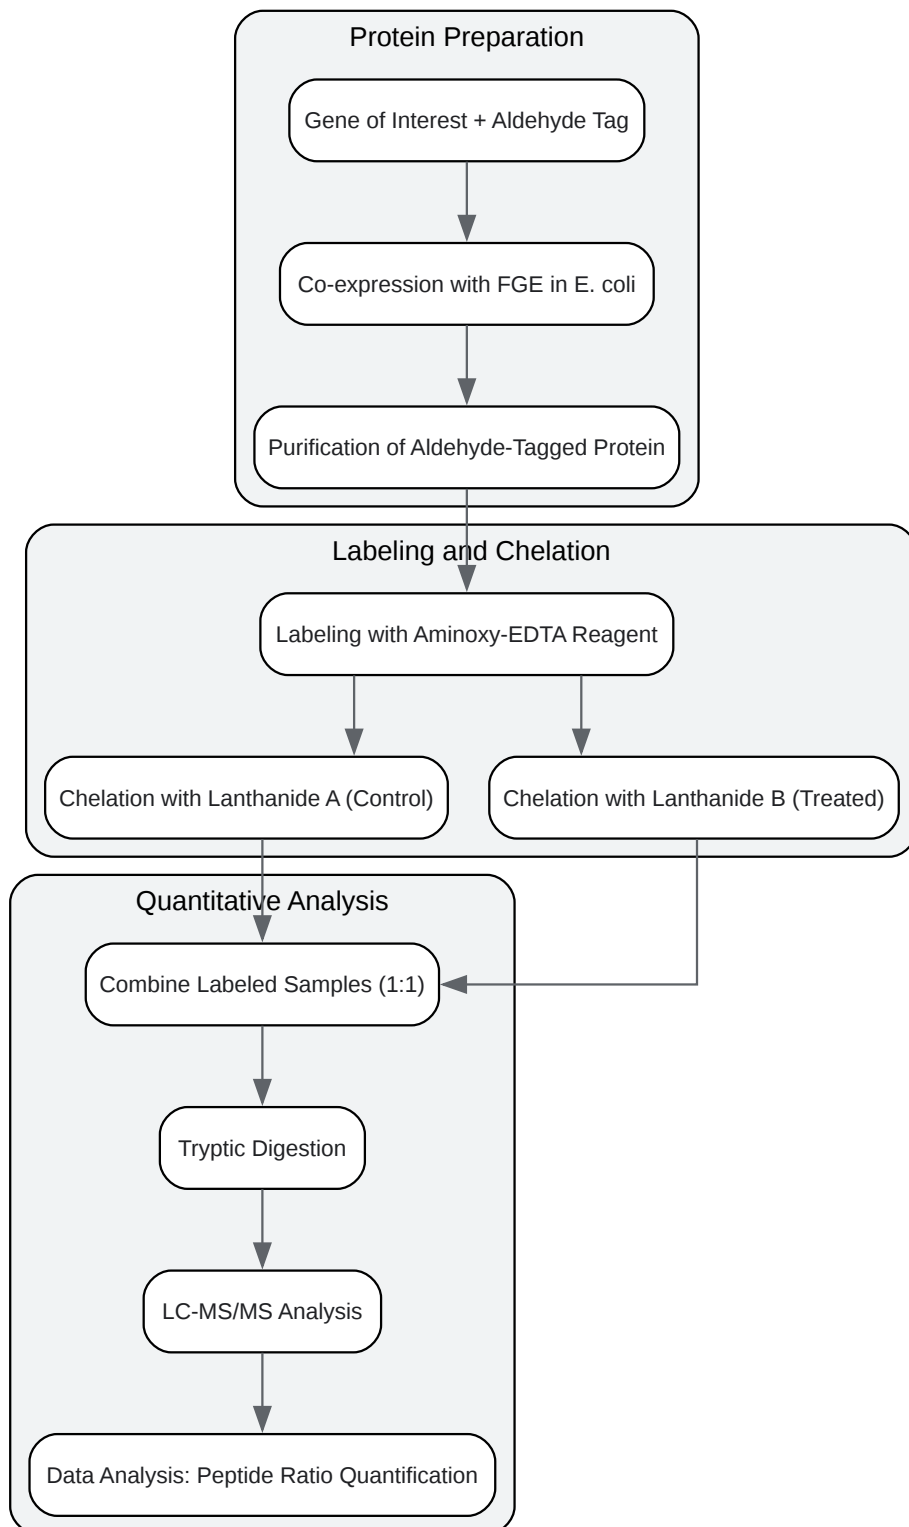 Protein Preparation
Gene of Interest + Aldehyde Tag
Co-expression with FGE in E. coli
Purification of Aldehyde-Tagged Protein
Labeling and Chelation
Labeling with Aminoxy-EDTA Reagent
Chelation with Lanthanide A (Control)
Chelation with Lanthanide B (Treated)
Quantitative Analysis
Combine Labeled Samples (1:1)
Tryptic Digestion
LC-MS/MS Analysis
Data Analysis: Peptide Ratio Quantification